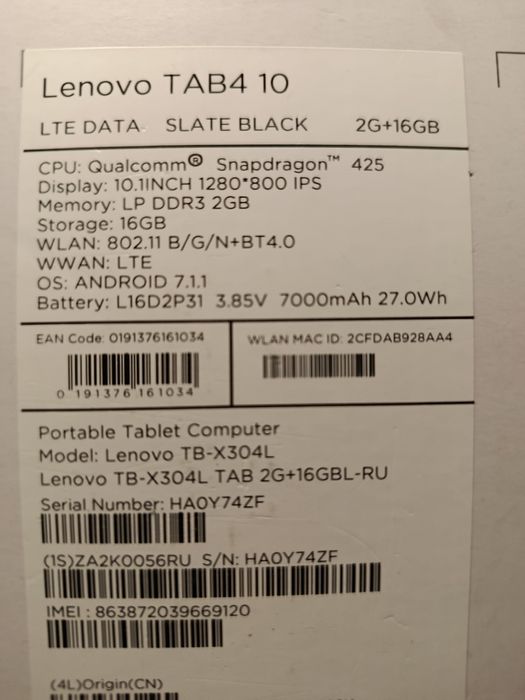 Lenovo TAB4 10
LTE DATA SLATE BLACK 2G+16GB
CPU: Qualcomm® Snapdragon™ 425
Display: 10.1INCH 1280*800 IPS
Memory: LP DDR3 2GB
Storage: 16GB
WLAN: 802.11 B/G/N+BT4.0
WWAN: LTE
OS: ANDROID 7.1.1
Battery: L16D2P31 3.85V 7000mAh 27.0Wh
EAN Code: 0191376161034
0 191376 161034
WLAN MAC ID: 2CFDAB928AA4
Portable Tablet Computer
Model: Lenovo TB-X304L
Lenovo TB-X304L TAB 2G+16GBL-RU
Serial Number: HA0Y74ZF
(1S)ZA2K0056RU S/N: HA0Y74ZF
IMEI : 863872039669120
(4L)Origin(CN)